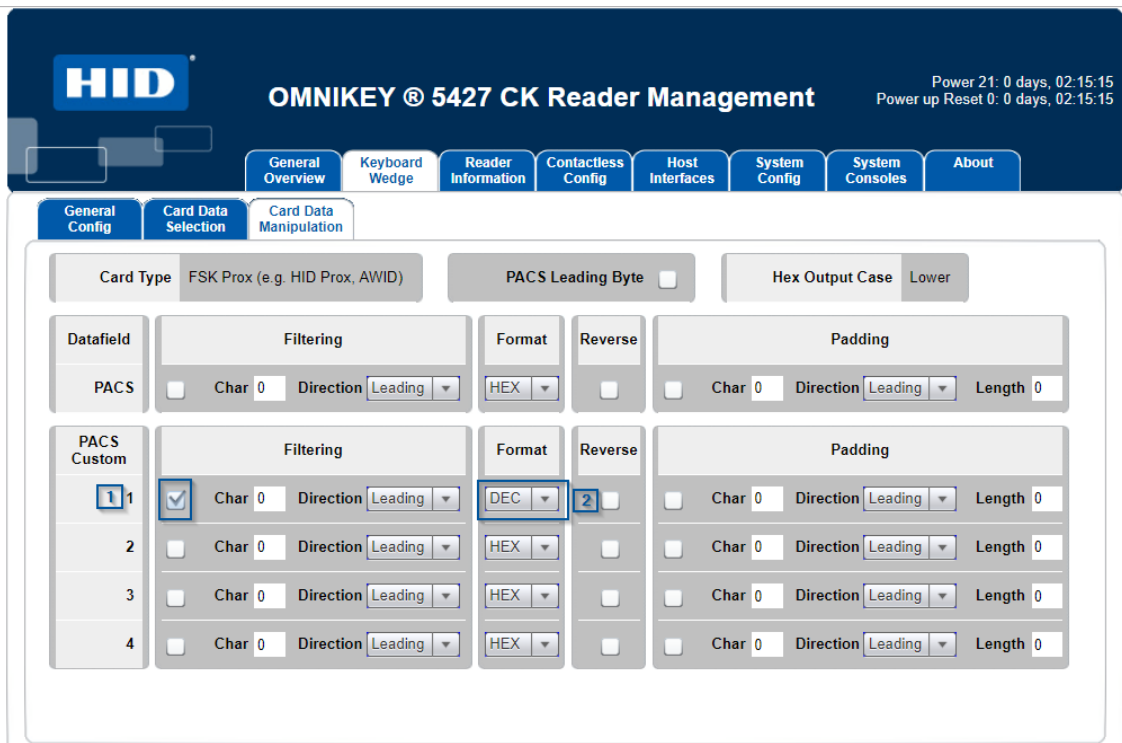 HID
OMNIKEY ® 5427 CK Reader Management
Power 21: 0 days, 02:15:15
Power up Reset 0: 0 days, 02:15:15
General Overview
Keyboard Wedge
Reader Information
Contactless Config
Host Interfaces
System Config
System Consoles
About
General Config
Card Data Selection
Card Data Manipulation
Card Type FSK Prox (e.g. HID Prox, AWID) PACS Leading Byte Hex Output Case Lower
Datafield Filtering Format Reverse Padding
PACS Char 0 Direction Leading HEX Char 0 Direction Leading Length 0
PACS Custom Filtering Format Reverse Padding
1 1 Char 0 Direction Leading DEC 2 Char 0 Direction Leading Length 0
2 Char 0 Direction Leading HEX Char 0 Direction Leading Length 0
3 Char 0 Direction Leading HEX Char 0 Direction Leading Length 0
4 Char 0 Direction Leading HEX Char 0 Direction Leading Length 0